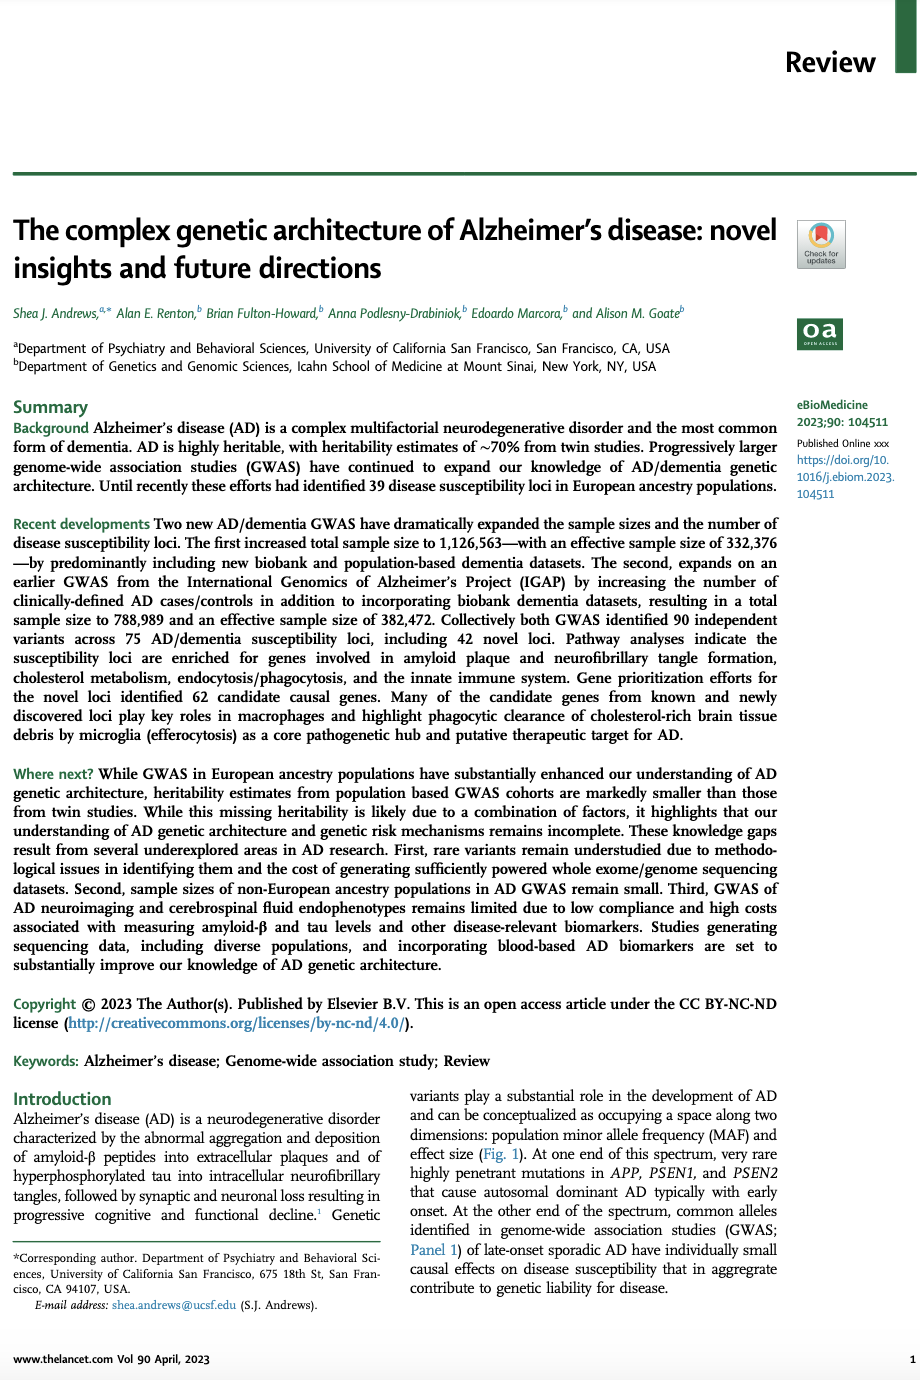 Review
The complex genetic architecture of Alzheimer's disease: novel
insights and future directions
Shea J. Andrews,a,* Alan E. Renton,b Brian Fulton-Howard,b Anna Podlesny-Drabiniok,b Edoardo Marcora,b and Alison M. Goateb
aDepartment of Psychiatry and Behavioral Sciences, University of California San Francisco, San Francisco, CA, USA
bDepartment of Genetics and Genomic Sciences, Icahn School of Medicine at Mount Sinai, New York, NY, USA
Check for
updates
oa
OPEN ACCESS
eBioMedicine
2023;90: 104511
Published Online xxx
https://doi.org/10.
1016/j.ebiom.2023.
104511
Summary
Background Alzheimer's disease (AD) is a complex multifactorial neurodegenerative disorder and the most common
form of dementia. AD is highly heritable, with heritability estimates of ~70% from twin studies. Progressively larger
genome-wide association studies (GWAS) have continued to expand our knowledge of AD/dementia genetic
architecture. Until recently these efforts had identified 39 disease susceptibility loci in European ancestry populations.
Recent developments Two new AD/dementia GWAS have dramatically expanded the sample sizes and the number of
disease susceptibility loci. The first increased total sample size to 1,126,563—with an effective sample size of 332,376
—by predominantly including new biobank and population-based dementia datasets. The second, expands on an
earlier GWAS from the International Genomics of Alzheimer's Project (IGAP) by increasing the number of
clinically-defined AD cases/controls in addition to incorporating biobank dementia datasets, resulting in a total
sample size to 788,989 and an effective sample size of 382,472. Collectively both GWAS identified 90 independent
variants across 75 AD/dementia susceptibility loci, including 42 novel loci. Pathway analyses indicate the
susceptibility loci are enriched for genes involved in amyloid plaque and neurofibrillary tangle formation,
cholesterol metabolism, endocytosis/phagocytosis, and the innate immune system. Gene prioritization efforts for
the novel loci identified 62 candidate causal genes. Many of the candidate genes from known and newly
discovered loci play key roles in macrophages and highlight phagocytic clearance of cholesterol-rich brain tissue
debris by microglia (efferocytosis) as a core pathogenetic hub and putative therapeutic target for AD.
Where next? While GWAS in European ancestry populations have substantially enhanced our understanding of AD
genetic architecture, heritability estimates from population based GWAS cohorts are markedly smaller than those
from twin studies. While this missing heritability is likely due to a combination of factors, it highlights that our
understanding of AD genetic architecture and genetic risk mechanisms remains incomplete. These knowledge gaps
result from several underexplored areas in AD research. First, rare variants remain understudied due to methodo-
logical issues in identifying them and the cost of generating sufficiently powered whole exome/genome sequencing
datasets. Second, sample sizes of non-European ancestry populations in AD GWAS remain small. Third, GWAS of
AD neuroimaging and cerebrospinal fluid endophenotypes remains limited due to low compliance and high costs
associated with measuring amyloid-β and tau levels and other disease-relevant biomarkers. Studies generating
sequencing data, including diverse populations, and incorporating blood-based AD biomarkers are set to
substantially improve our knowledge of AD genetic architecture.
Copyright © 2023 The Author(s). Published by Elsevier B.V. This is an open access article under the CC BY-NC-ND
license (http://creativecommons.org/licenses/by-nc-nd/4.0/).
Keywords: Alzheimer's disease; Genome-wide association study; Review
Introduction
Alzheimer's disease (AD) is a neurodegenerative disorder
characterized by the abnormal aggregation and deposition
of amyloid-β peptides into extracellular plaques and of
hyperphosphorylated tau into intracellular neurofibrillary
tangles, followed by synaptic and neuronal loss resulting in
progressive cognitive and functional decline.1 Genetic
variants play a substantial role in the development of AD
and can be conceptualized as occupying a space along two
dimensions: population minor allele frequency (MAF) and
effect size (Fig. 1). At one end of this spectrum, very rare
highly penetrant mutations in APP, PSEN1, and PSEN2
that cause autosomal dominant AD typically with early
onset. At the other end of the spectrum, common alleles
identified in genome-wide association studies (GWAS;
Panel 1) of late-onset sporadic AD have individually small
causal effects on disease susceptibility that in aggregate
contribute to genetic liability for disease.
*Corresponding author. Department of Psychiatry and Behavioral Sci-
ences, University of California San Francisco, 675 18th St, San Fran-
cisco, CA 94107, USA.
E-mail address: shea.andrews@ucsf.edu (S.J. Andrews).
www.thelancet.com Vol 90 April, 2023
1